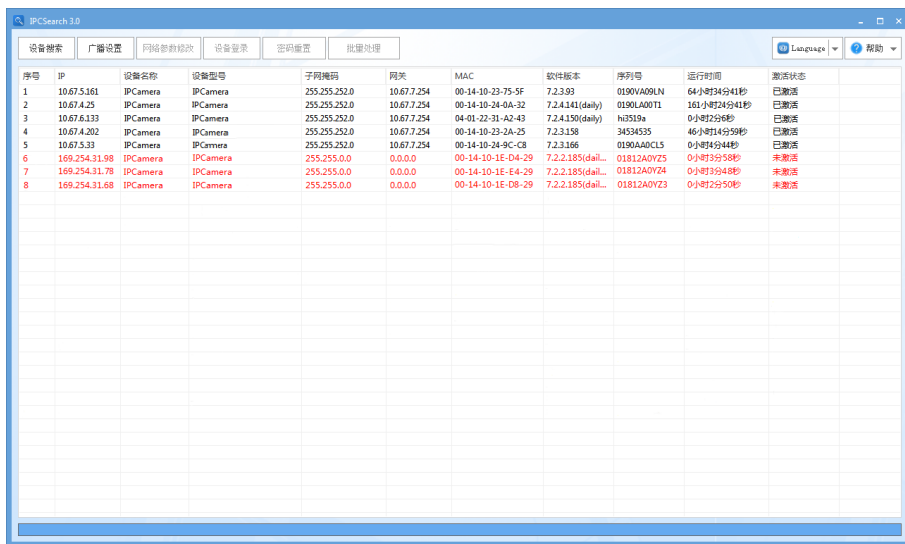 IPCSearch 3.0
设备搜索 广播设置 网络参数修改 设备登录 密码重置 批量处理 Language 帮助
序号 IP 设备名称 设备型号 子网掩码 网关 MAC 软件版本 序列号 运行时间 激活状态
1 10.67.5.161 IPCamera IPCamera 255.255.252.0 10.67.7.254 00-14-10-23-75-5F 7.2.3.93 0190VA09LN 64小时34分41秒 已激活
2 10.67.4.25 IPCamera IPCamera 255.255.252.0 10.67.7.254 00-14-10-24-0A-32 7.2.4.141(daily) 0190LA00T1 161小时24分41秒 已激活
3 10.67.6.133 IPCamera IPCamera 255.255.252.0 10.67.7.254 04-01-22-31-A2-43 7.2.4.150(daily) hi3519a 0小时2分6秒 已激活
4 10.67.4.202 IPCamera IPCamera 255.255.252.0 10.67.7.254 00-14-10-23-2A-25 7.2.3.158 34534535 46小时14分59秒 已激活
5 10.67.5.33 IPCamera IPCamera 255.255.252.0 10.67.7.254 00-14-10-24-9C-C8 7.2.3.166 0190AA0CL5 0小时4分44秒 已激活
6 169.254.31.98 IPCamera IPCamera 255.255.0.0 0.0.0.0 00-14-10-1E-D4-29 7.2.2.185(dail... 01812A0YZ5 0小时3分58秒 未激活
7 169.254.31.78 IPCamera IPCamera 255.255.0.0 0.0.0.0 00-14-10-1E-E4-29 7.2.2.185(dail... 01812A0YZ4 0小时3分48秒 未激活
8 169.254.31.68 IPCamera IPCamera 255.255.0.0 0.0.0.0 00-14-10-1E-D8-29 7.2.2.185(dail... 01812A0YZ3 0小时2分50秒 未激活